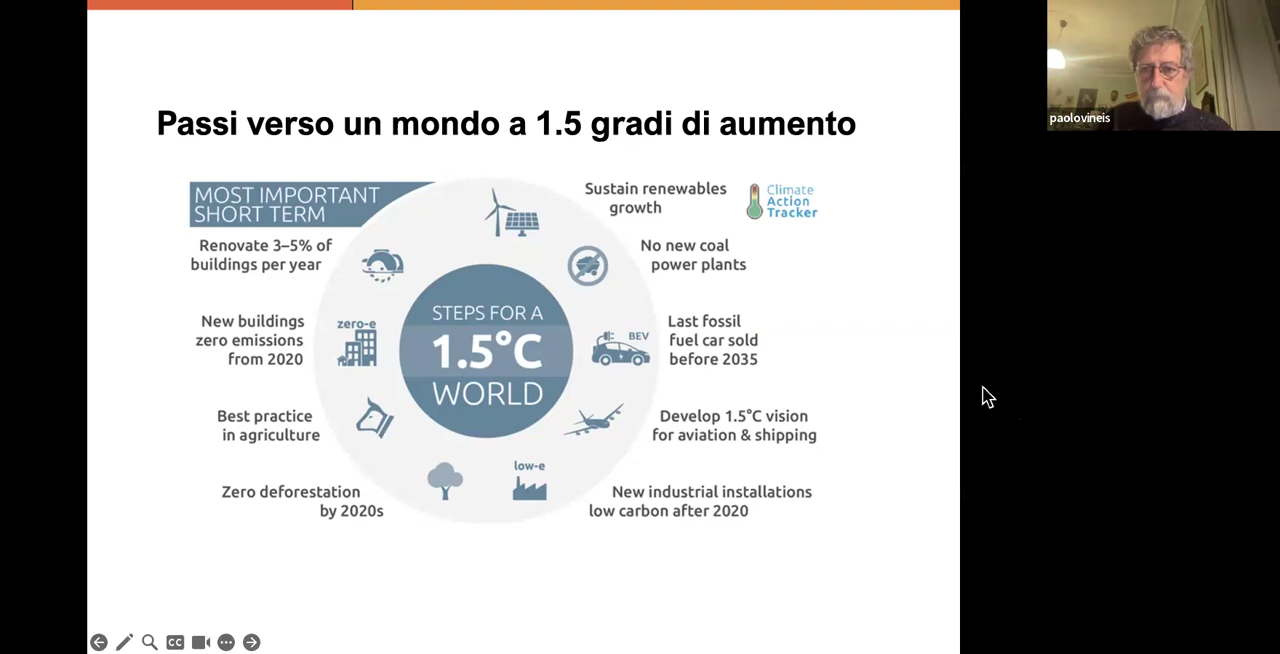 Passi verso un mondo a 1.5 gradi di aumento
MOST IMPORTANT
SHORT TERM
Sustain renewables
growth
Climate
Action
Tracker
Renovate 3–5% of
buildings per year
No new coal
power plants
New buildings
zero emissions
from 2020
zero-e
STEPS FOR A
1.5°C
WORLD
BEV
Last fossil
fuel car sold
before 2035
Best practice
in agriculture
Develop 1.5°C vision
for aviation & shipping
Zero deforestation
by 2020s
low-e
New industrial installations
low carbon after 2020
paolovineis
CC